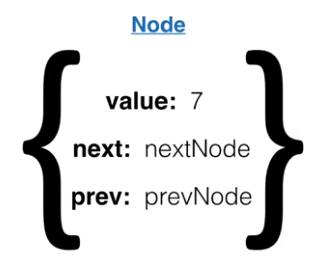 Node
{
value: 7
next: nextNode
prev: prevNode
}